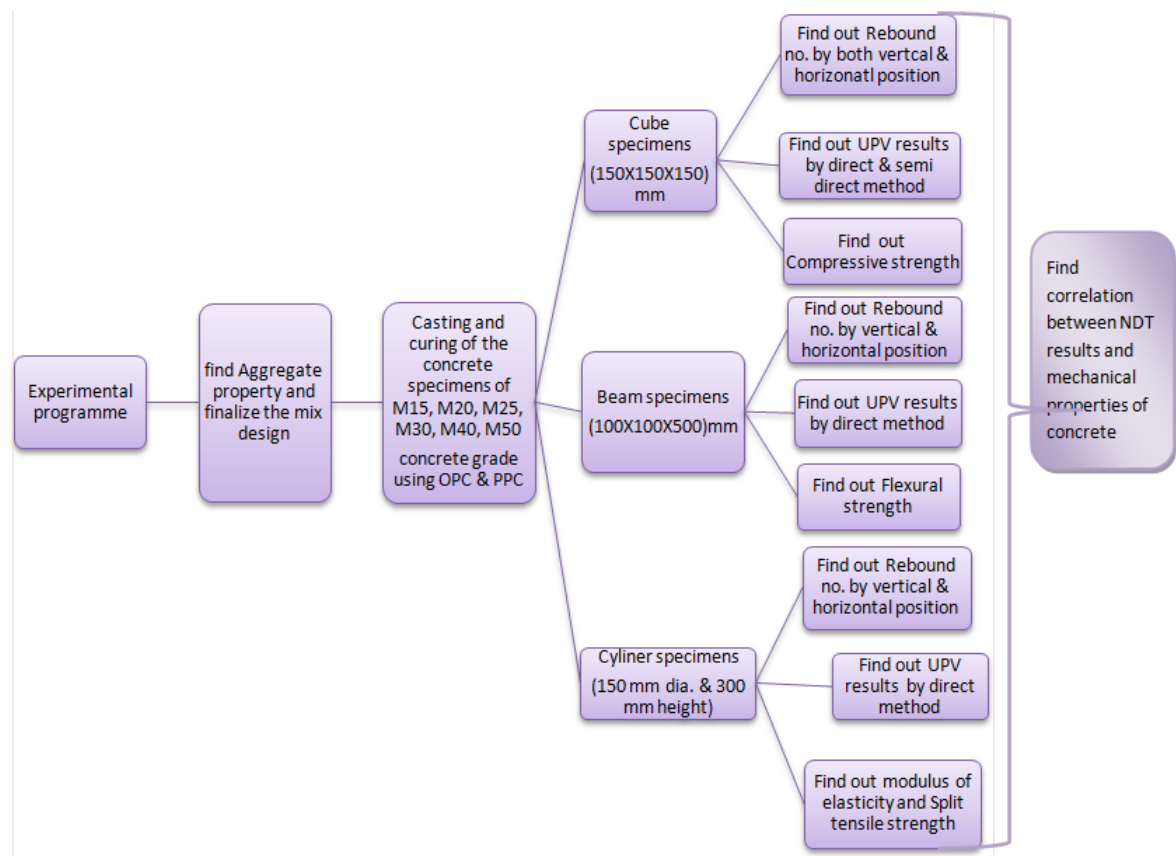 Experimental
programme
find Aggregate
property and
finalize the mix
design
Casting and
curing of the
concrete
specimens of
M15, M20, M25,
M30, M40, M50
concrete grade
using OPC & PPC
Cube
specimens
(150X150X150)
mm
Find out Rebound
no. by both vertcal &
horizonatl position
Find out UPV results
by direct & semi
direct method
Find out
Compressive strength
Beam specimens
(100X100X500)mm
Find out Rebound
no. by vertical &
horizontal position
Find out UPV results
by direct method
Find out Flexural
strength
Cyliner specimens
(150 mm dia. & 300
mm height)
Find out Rebound
no. by vertical &
horizontal position
Find out UPV
results by direct
method
Find out modulus of
elasticity and Split
tensile strength
Find
correlation
between NDT
results and
mechanical
properties of
concrete